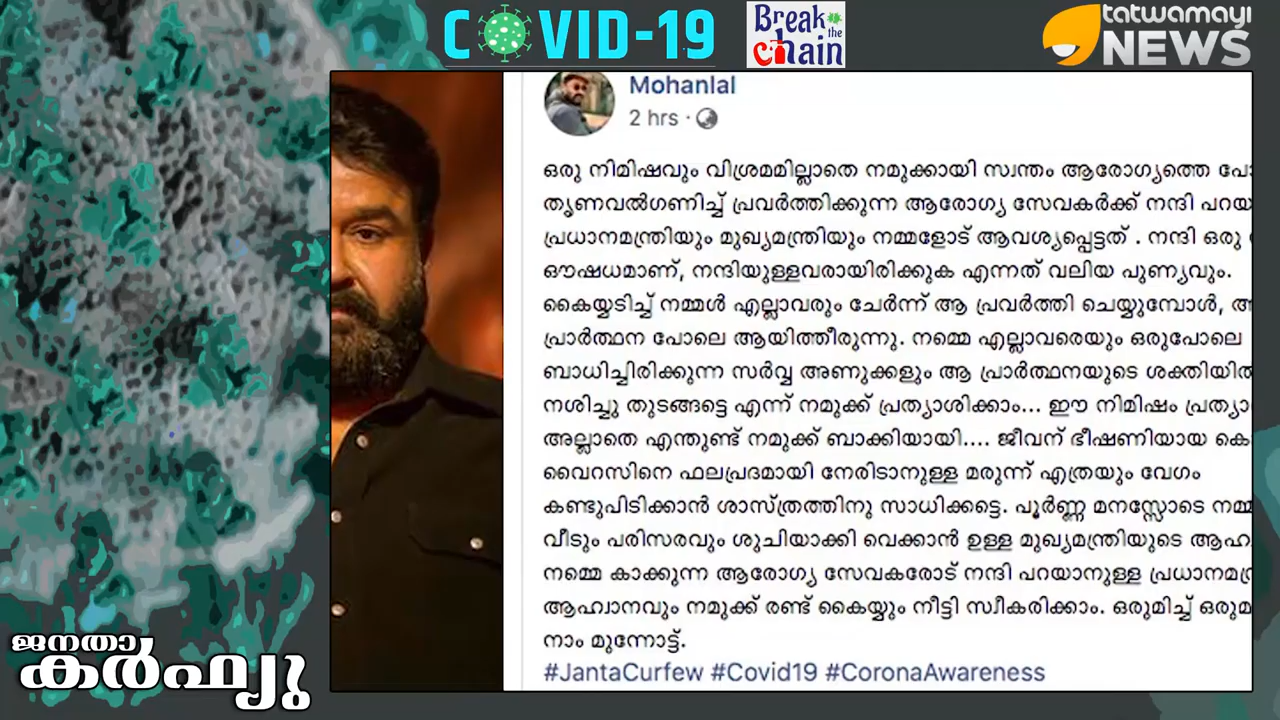 COVID-19
Break
the
chain
tatwamayi
NEWS
Mohanlal
2 hrs ·
ഒരു നിമിഷവും വിശ്രമമില്ലാതെ നമുക്കായി സ്വന്തം ആരോഗ്യത്തെ
തൃണവൽഗണിച്ച് പ്രവർത്തിക്കുന്ന ആരോഗ്യ സേവകർക്ക് നന്ദി
പ്രധാനമന്ത്രിയും മുഖ്യമന്ത്രിയും നമ്മളോട് ആവശ്യപ്പെട്ടത് . നന്ദി ഒരു
ഔഷധമാണ്, നന്ദിയുള്ളവരായിരിക്കുക എന്നത് വലിയ പുണ്യവും.
കൈയ്യടിച്ച് നമ്മൾ എല്ലാവരും ചേർന്ന് ആ പ്രവർത്തി ചെയ്യുമ്പോൾ,
പ്രാർത്ഥന പോലെ ആയിത്തീരുന്നു. നമ്മെ എല്ലാവരെയും ഒരുപോലെ
ബാധിച്ചിരിക്കുന്ന സർവ്വ അണുക്കളും ആ പ്രാർത്ഥനയുടെ
നശിച്ചു തുടങ്ങട്ടെ എന്ന് നമുക്ക് പ്രത്യാശിക്കാം... ഈ നിമിഷം
അല്ലാതെ എന്തുണ്ട് നമുക്ക് ബാക്കിയായി.... ജീവന് ഭീഷണിയായ
വൈറസിനെ ഫലപ്രദമായി നേരിടാനുള്ള മരുന്ന് എത്രയും വേഗം
കണ്ടുപിടിക്കാൻ ശാസ്ത്രത്തിനു സാധിക്കട്ടെ. പൂർണ്ണ മനസ്സോടെ
വീടും പരിസരവും ശുചിയാക്കി വെക്കാൻ ഉള്ള മുഖ്യമന്ത്രിയുടെ
നമ്മെ കാക്കുന്ന ആരോഗ്യ സേവകരോട് നന്ദി പറയാനുള്ള
ആഹ്വാനവും നമുക്ക് രണ്ട് കൈയ്യും നീട്ടി സ്വീകരിക്കാം. ഒരുമിച്ച്
നാം മുന്നോട്ട്.
#JantaCurfew #Covid19 #CoronaAwareness
ജനതാ
കർഫ്യു